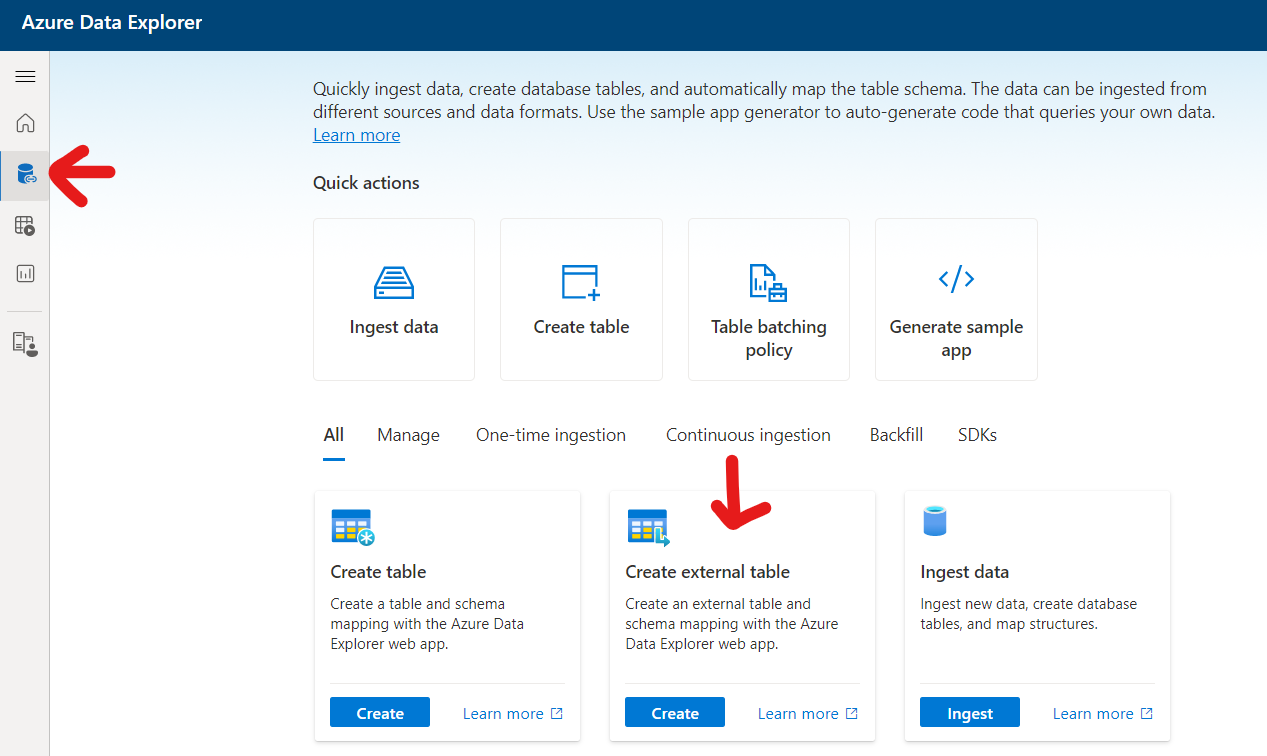 Azure Data Explorer
Quickly ingest data, create database tables, and automatically map the table schema. The data can be ingested from
different sources and data formats. Use the sample app generator to auto-generate code that queries your own data.
Learn more
Quick actions
Ingest data
Create table
Table batching
policy
Generate sample
app
All
Manage
One-time ingestion
Continuous ingestion
Backfill
SDKs
Create table
Create a table and schema
mapping with the Azure Data
Explorer web app.
Create
Learn more
Create external table
Create an external table and
schema mapping with the Azure
Data Explorer web app.
Create
Learn more
Ingest data
Ingest new data, create database
tables, and map structures.
Ingest
Learn more